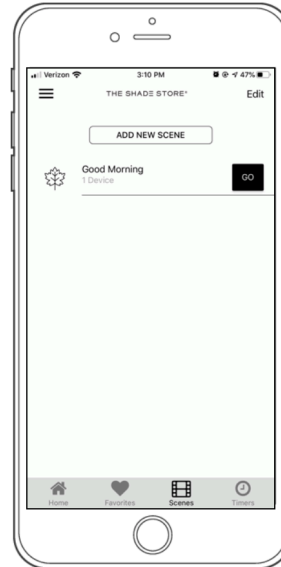 Verizon 3:10 PM 47%
THE SHADE STORE® Edit
ADD NEW SCENE
Good Morning
1 Device
GO
Home Favorites Scenes Timers